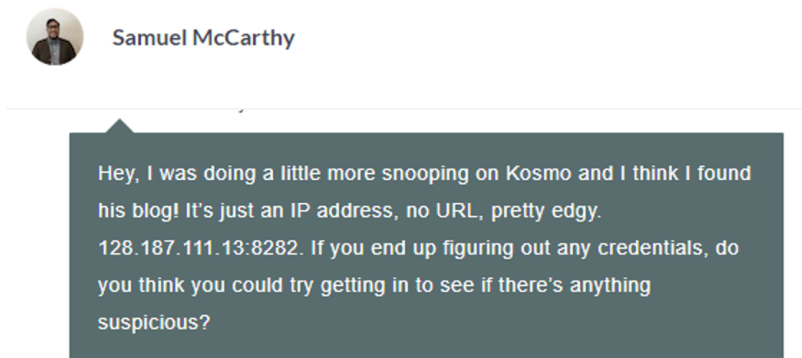 Samuel McCarthy
Hey, I was doing a little more snooping on Kosmo and I think I found
his blog! It’s just an IP address, no URL, pretty edgy.
128.187.111.13:8282. If you end up figuring out any credentials, do
you think you could try getting in to see if there’s anything
suspicious?